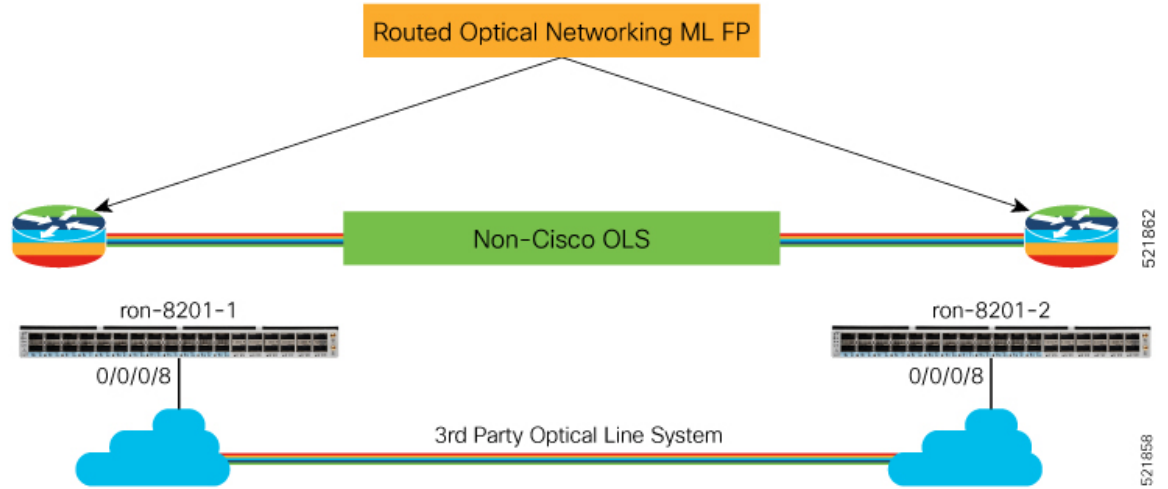 Routed Optical Networking ML FP
Non-Cisco OLS
521862
ron-8201-1
ron-8201-2
0/0/0/8
0/0/0/8
3rd Party Optical Line System
521858